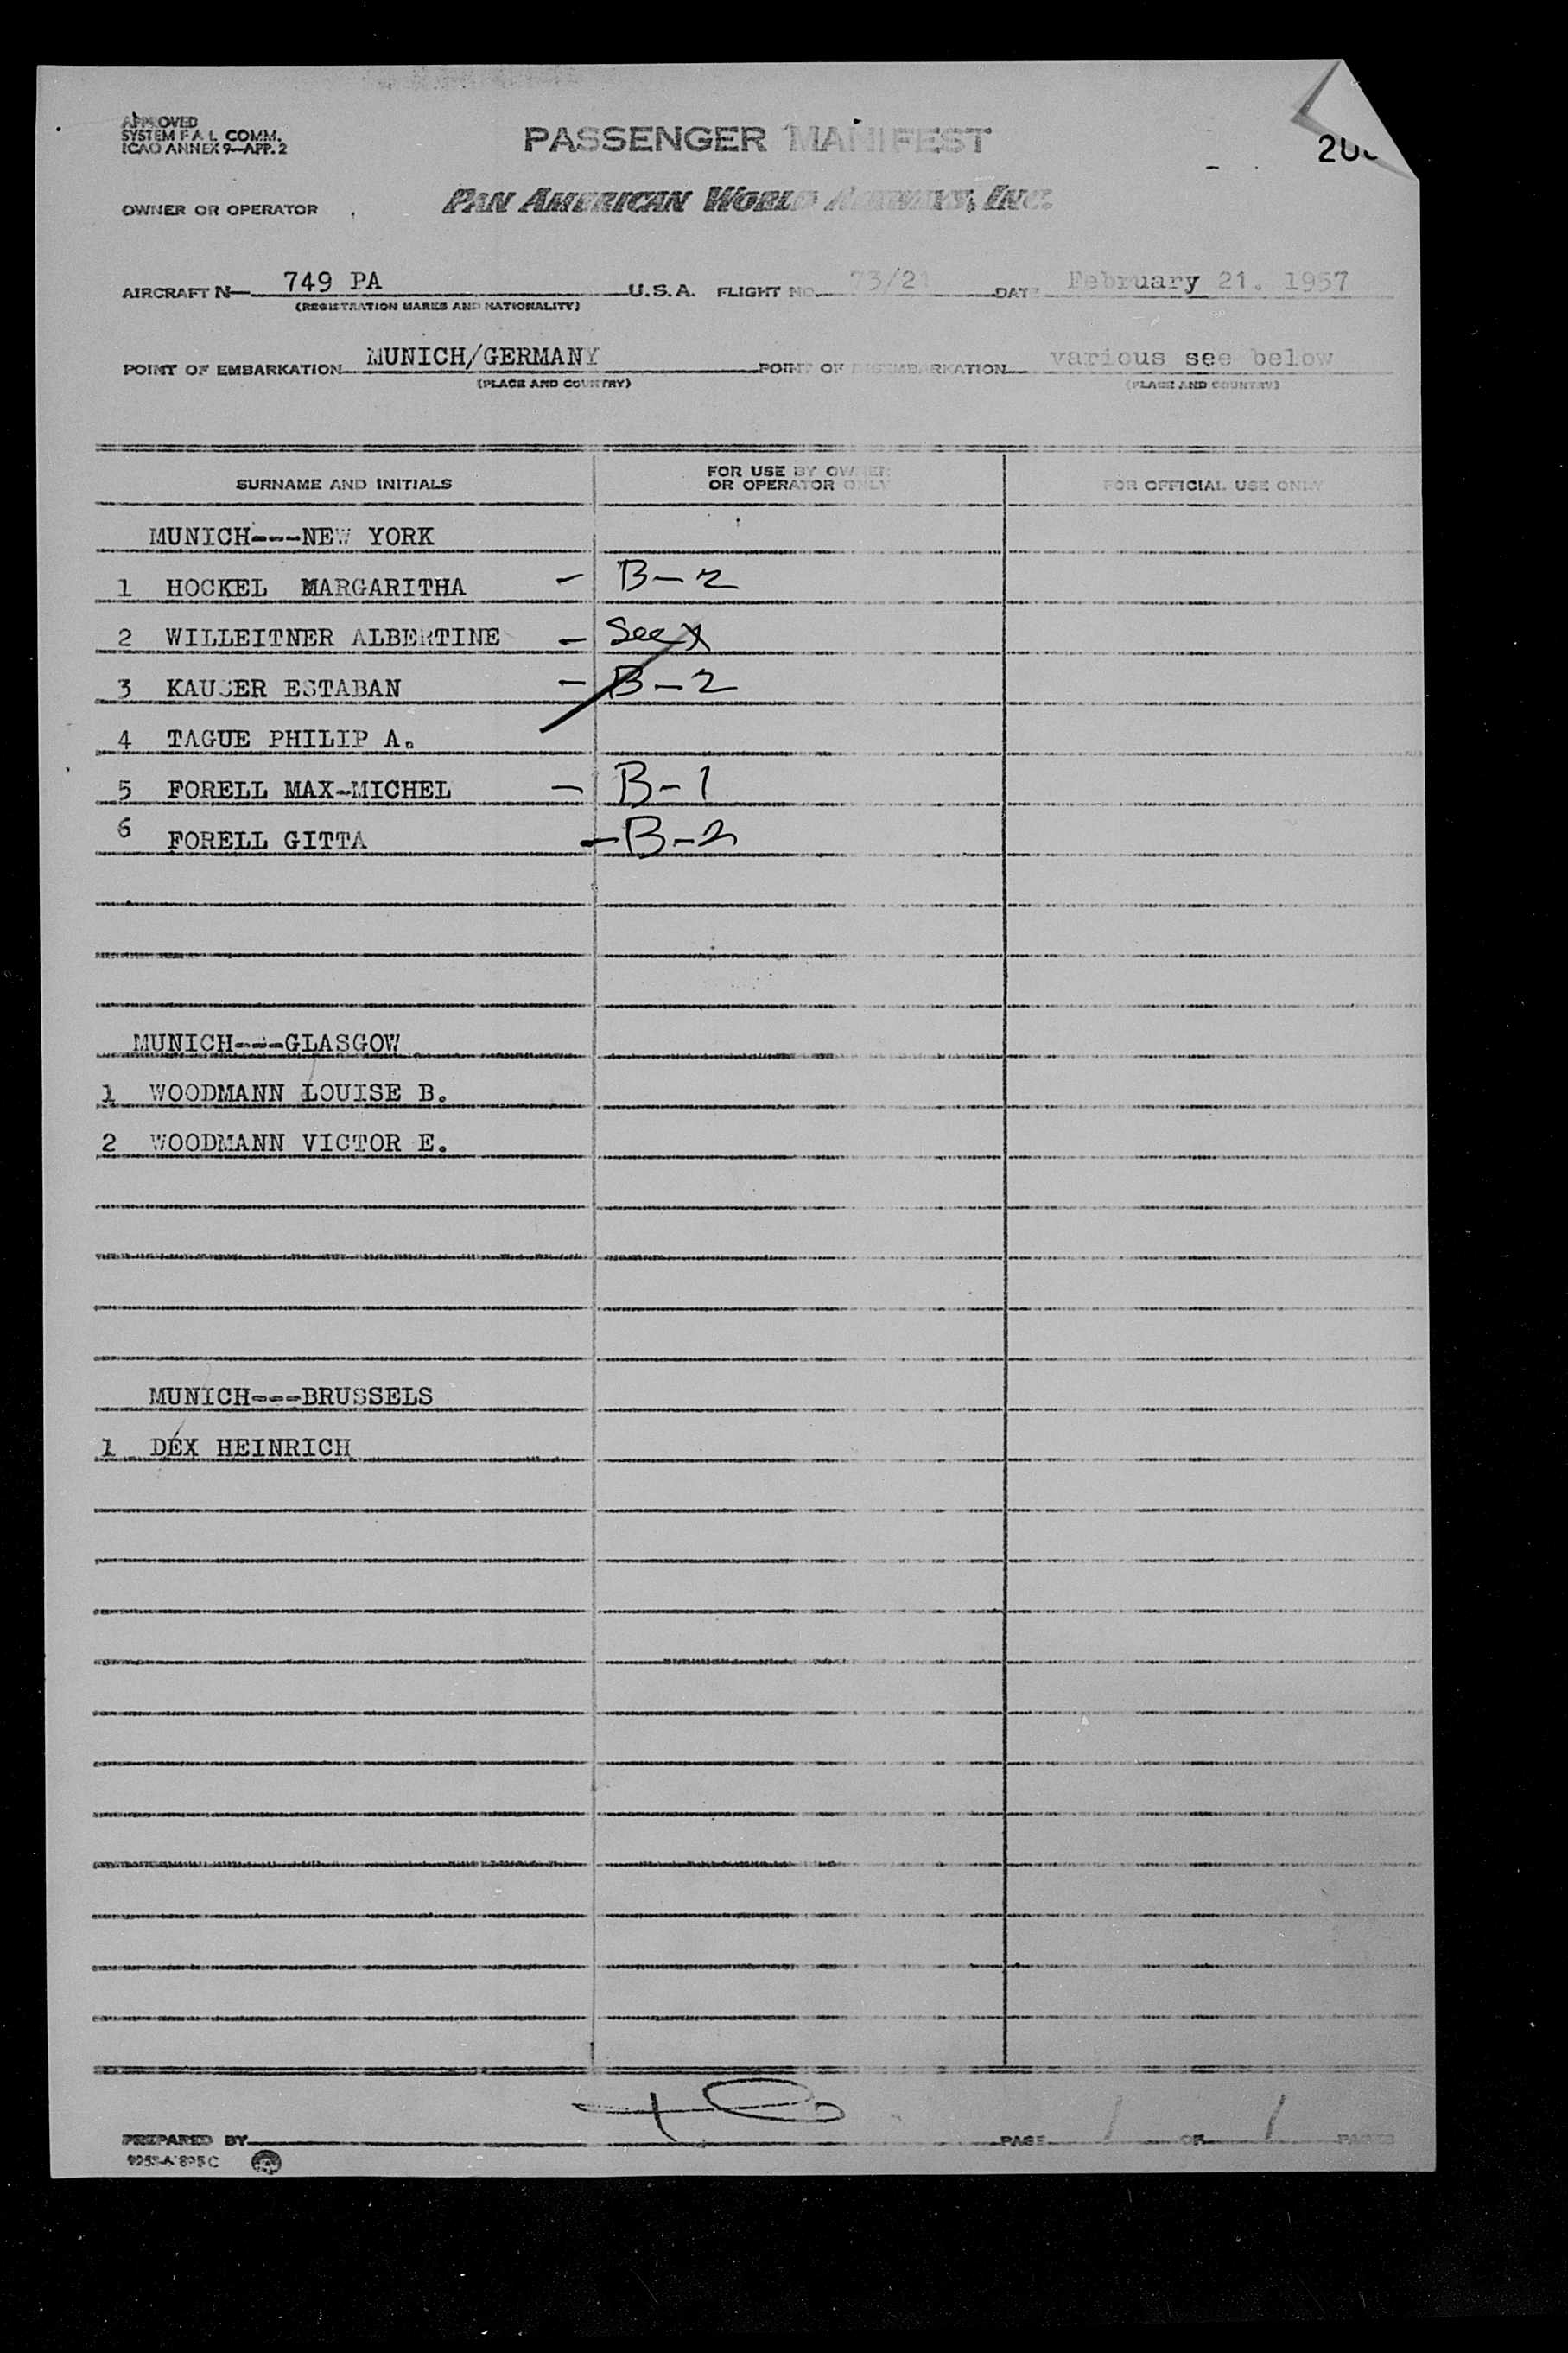 APPROVED
SYSTEM F.A.L. COMM.
ICAO ANNEX 9—APP. 2
PASSENGER MANIFEST
OWNER OR OPERATOR
PAN AMERICAN WORLD AIRWAYS, INC.
AIRCRAFT N— 749 PA U.S.A. FLIGHT NO. 73/21 DATE February 21. 1957
(REGISTRATION MARKS AND NATIONALITY)
POINT OF EMBARKATION MUNICH/GERMANY POINT OF DISEMBARKATION various see below
(PLACE AND COUNTRY) (PLACE AND COUNTRY)
SURNAME AND INITIALS FOR USE BY OWNER OR OPERATOR ONLY FOR OFFICIAL USE ONLY
MUNICH---NEW YORK
1 HOCKEL MARGARITHA - B-2
2 WILLEITNER ALBERTINE - See X
3 KAUSER ESTABAN - B-2
4 TAGUE PHILIP A.
5 FORELL MAX-MICHEL - B-1
6 FORELL GITTA - B-2
MUNICH---GLASGOW
1 WOODMANN LOUISE B.
2 WOODMANN VICTOR E.
MUNICH---BRUSSELS
1 DEX HEINRICH
PREPARED BY PAGE 1 OF 1 PAGES